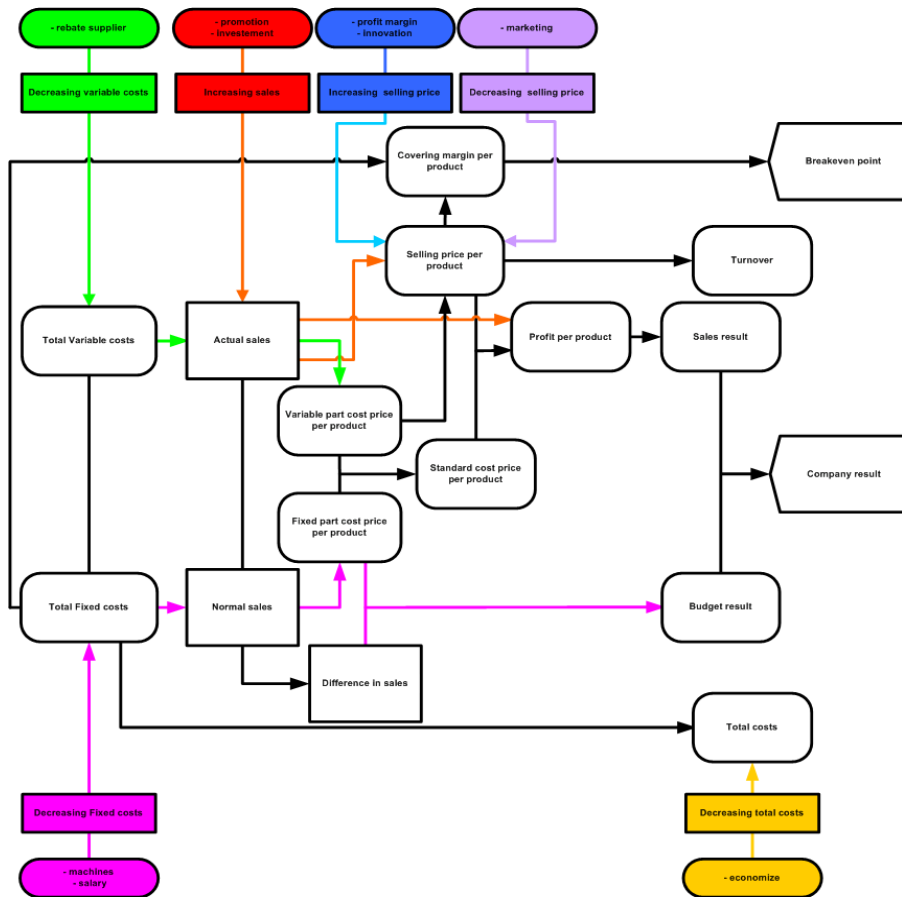 - rebate supplier
- promotion
- investement
- profit margin
- innovation
- marketing
Decreasing variable costs
Increasing sales
Increasing selling price
Decreasing selling price
Covering margin per
product
Breakeven point
Selling price per
product
Turnover
Total Variable costs
Actual sales
Profit per product
Sales result
Variable part cost price
per product
Standard cost price
per product
Company result
Fixed part cost price
per product
Total Fixed costs
Normal sales
Budget result
Difference in sales
Total costs
Decreasing Fixed costs
Decreasing total costs
- machines
- salary
- economize